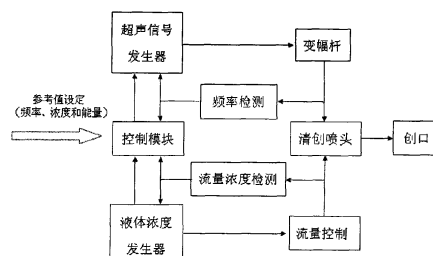 超声信号
发生器
变幅杆
参考值设定
(频率、浓度和能量)
频率检测
控制模块
清创喷头
创口
流量浓度检测
液体浓度
发生器
流量控制